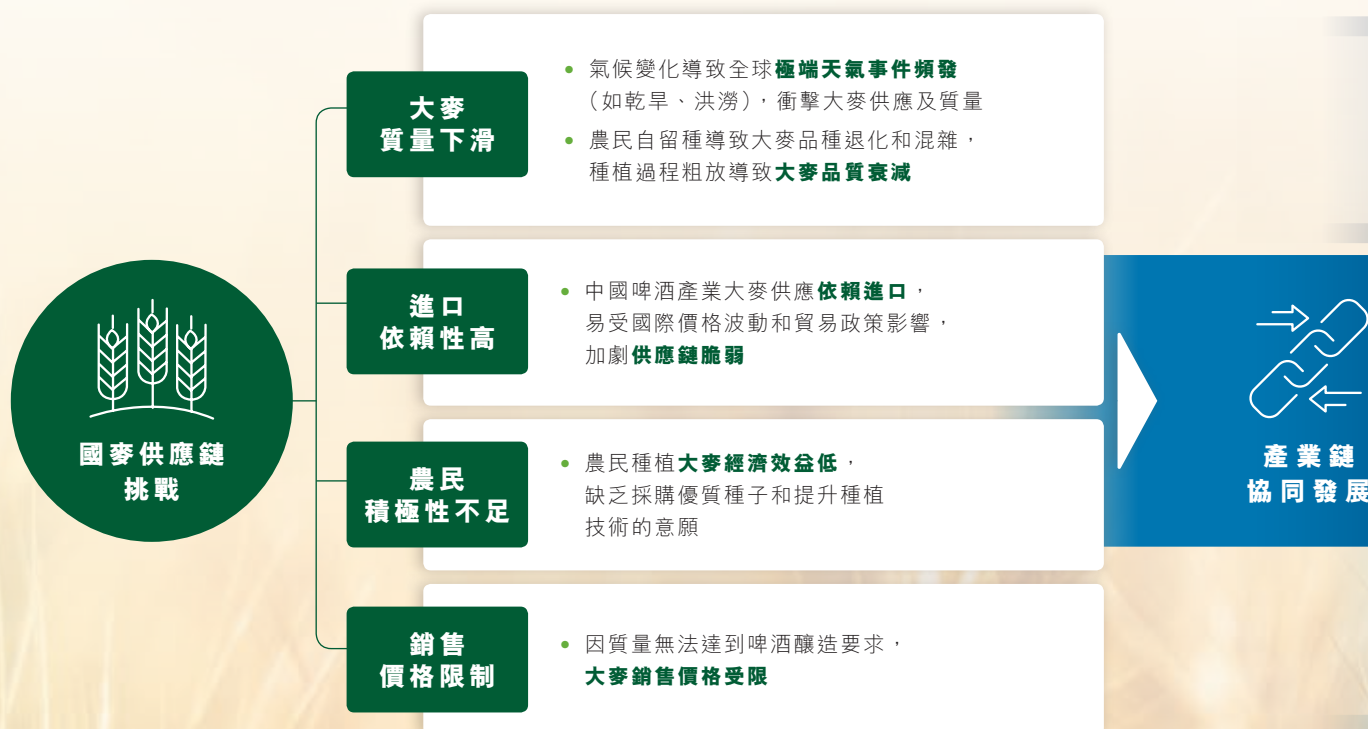 國麥供應鏈
挑戰
大麥
質量下滑
• 氣候變化導致全球極端天氣事件頻發
（如乾旱、洪澇），衝擊大麥供應及質量
• 農民自留種導致大麥品種退化和混雜，
種植過程粗放導致大麥品質衰減
進口
依賴性高
• 中國啤酒產業大麥供應依賴進口，
易受國際價格波動和貿易政策影響，
加劇供應鏈脆弱
農民
積極性不足
• 農民種植大麥經濟效益低，
缺乏採購優質種子和提升種植
技術的意願
銷售
價格限制
• 因質量無法達到啤酒釀造要求，
大麥銷售價格受限
產業鏈
協同發展